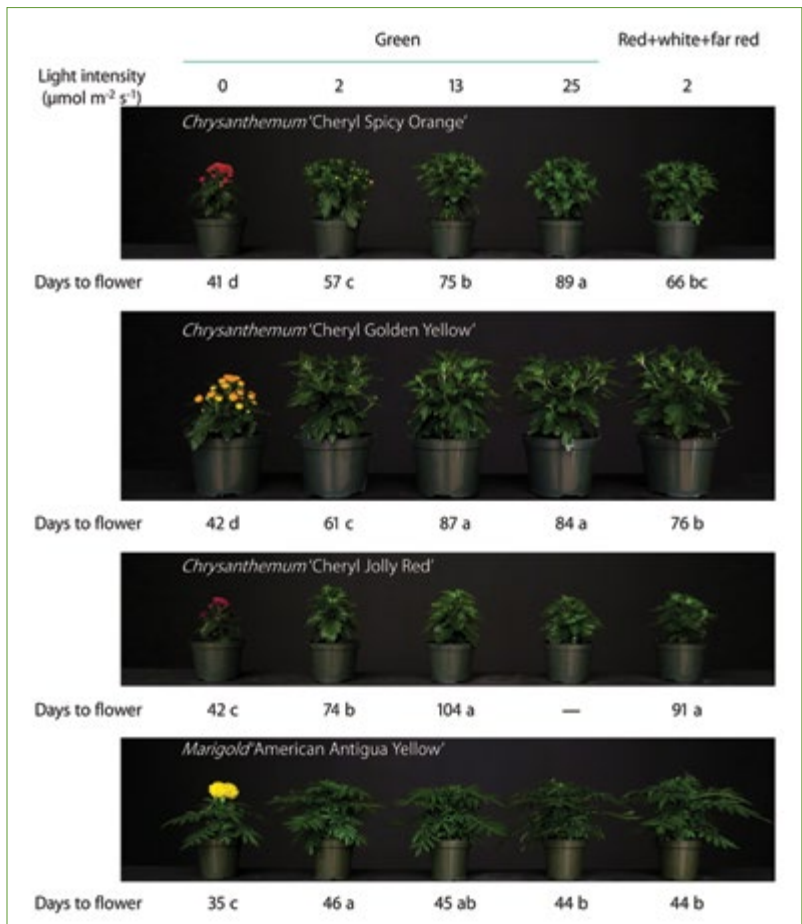 Green Red+white+far red
Light intensity
(µmol m⁻² s⁻¹) 0 2 13 25 2
Chrysanthemum 'Cheryl Spicy Orange'
Days to flower 41 d 57 c 75 b 89 a 66 bc
Chrysanthemum 'Cheryl Golden Yellow'
Days to flower 42 d 61 c 87 a 84 a 76 b
Chrysanthemum 'Cheryl Jolly Red'
Days to flower 42 c 74 b 104 a — 91 a
Marigold 'American Antigua Yellow'
Days to flower 35 c 46 a 45 ab 44 b 44 b